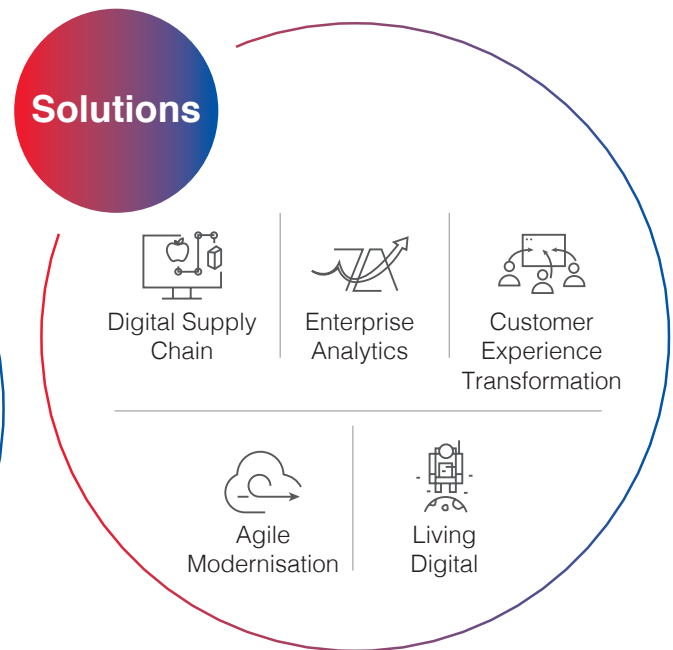 Solutions
Digital Supply
Chain
Enterprise
Analytics
Customer
Experience
Transformation
Agile
Modernisation
Living
Digital